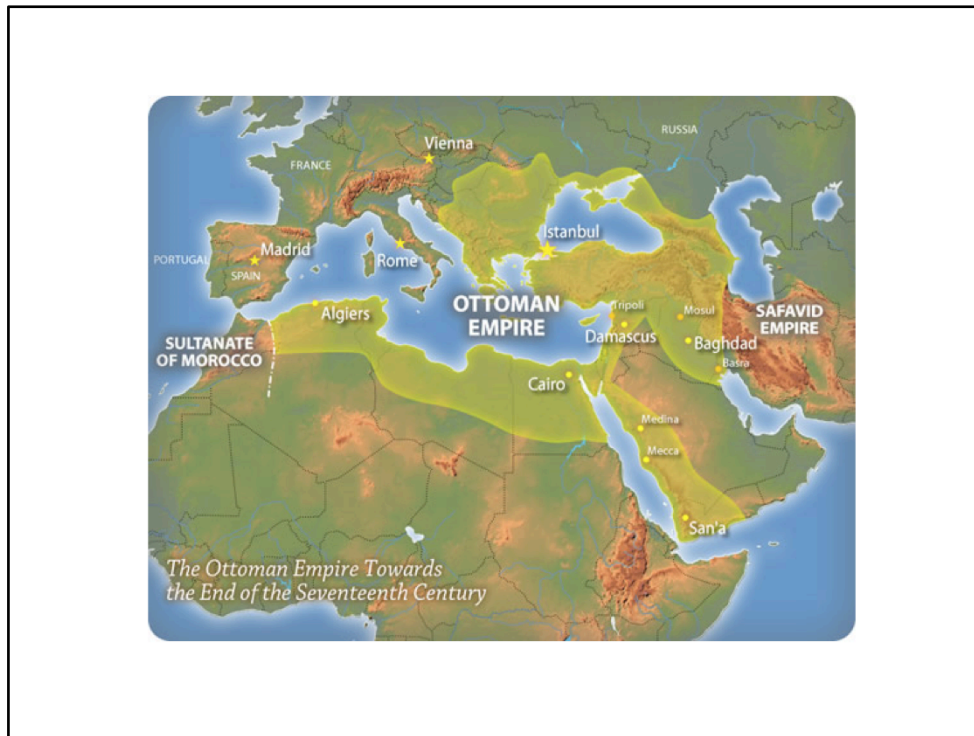 RUSSIA
Vienna
FRANCE
Istanbul
Madrid
PORTUGAL
SPAIN
Rome
OTTOMAN
EMPIRE
Tripoli
Mosul
SAFAVID
EMPIRE
Algiers
Damascus
Baghdad
SULTANATE
OF MOROCCO
Basra
Cairo
Medina
Mecca
San'a
The Ottoman Empire Towards
the End of the Seventeenth Century